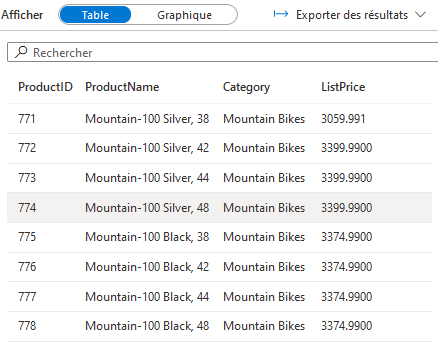 Afficher Table Graphique Exporter des résultats
Rechercher
ProductID ProductName Category ListPrice
771 Mountain-100 Silver, 38 Mountain Bikes 3059.991
772 Mountain-100 Silver, 42 Mountain Bikes 3399.9900
773 Mountain-100 Silver, 44 Mountain Bikes 3399.9900
774 Mountain-100 Silver, 48 Mountain Bikes 3399.9900
775 Mountain-100 Black, 38 Mountain Bikes 3374.9900
776 Mountain-100 Black, 42 Mountain Bikes 3374.9900
777 Mountain-100 Black, 44 Mountain Bikes 3374.9900
778 Mountain-100 Black, 48 Mountain Bikes 3374.9900